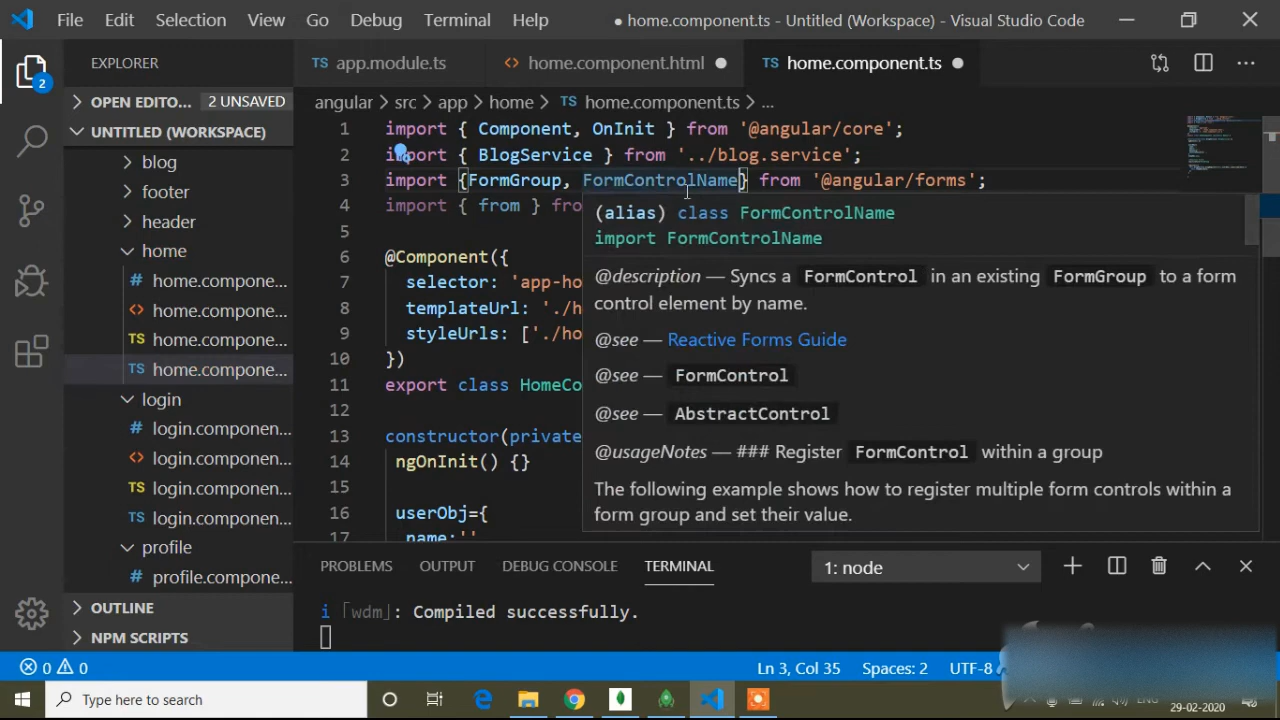 File Edit Selection View Go Debug Terminal Help ● home.component.ts - Untitled (Workspace) - Visual Studio Code
EXPLORER
TS app.module.ts
<> home.component.html
TS home.component.ts
2
OPEN EDITO... 2 UNSAVED
UNTITLED (WORKSPACE)
blog
footer
header
home
# home.compone...
<> home.compone...
TS home.compone...
TS home.compone...
login
# login.componen...
<> login.componen...
TS login.componen...
TS login.componen...
profile
# profile.compone...
OUTLINE
NPM SCRIPTS
angular > src > app > home > TS home.component.ts > ...
1 import { Component, OnInit } from '@angular/core';
2 import { BlogService } from '../blog.service';
3 import {FormGroup, FormControlName} from '@angular/forms';
4 import { from } fro
5
6 @Component({
7 selector: 'app-ho
8 templateUrl: './h
9 styleUrls: ['./ho
10 })
11 export class HomeCo
12
13 constructor(private
14 ngOnInit() {}
15
16 userObj={
17 name:''
(alias) class FormControlName
import FormControlName
@description — Syncs a FormControl in an existing FormGroup to a form
control element by name.
@see — Reactive Forms Guide
@see — FormControl
@see — AbstractControl
@usageNotes — ### Register FormControl within a group
The following example shows how to register multiple form controls within a
form group and set their value.
PROBLEMS OUTPUT DEBUG CONSOLE TERMINAL 1: node
i ｢wdm｣: Compiled successfully.
0 0 Ln 3, Col 35 Spaces: 2 UTF-8
Type here to search
ENG
29-02-2020